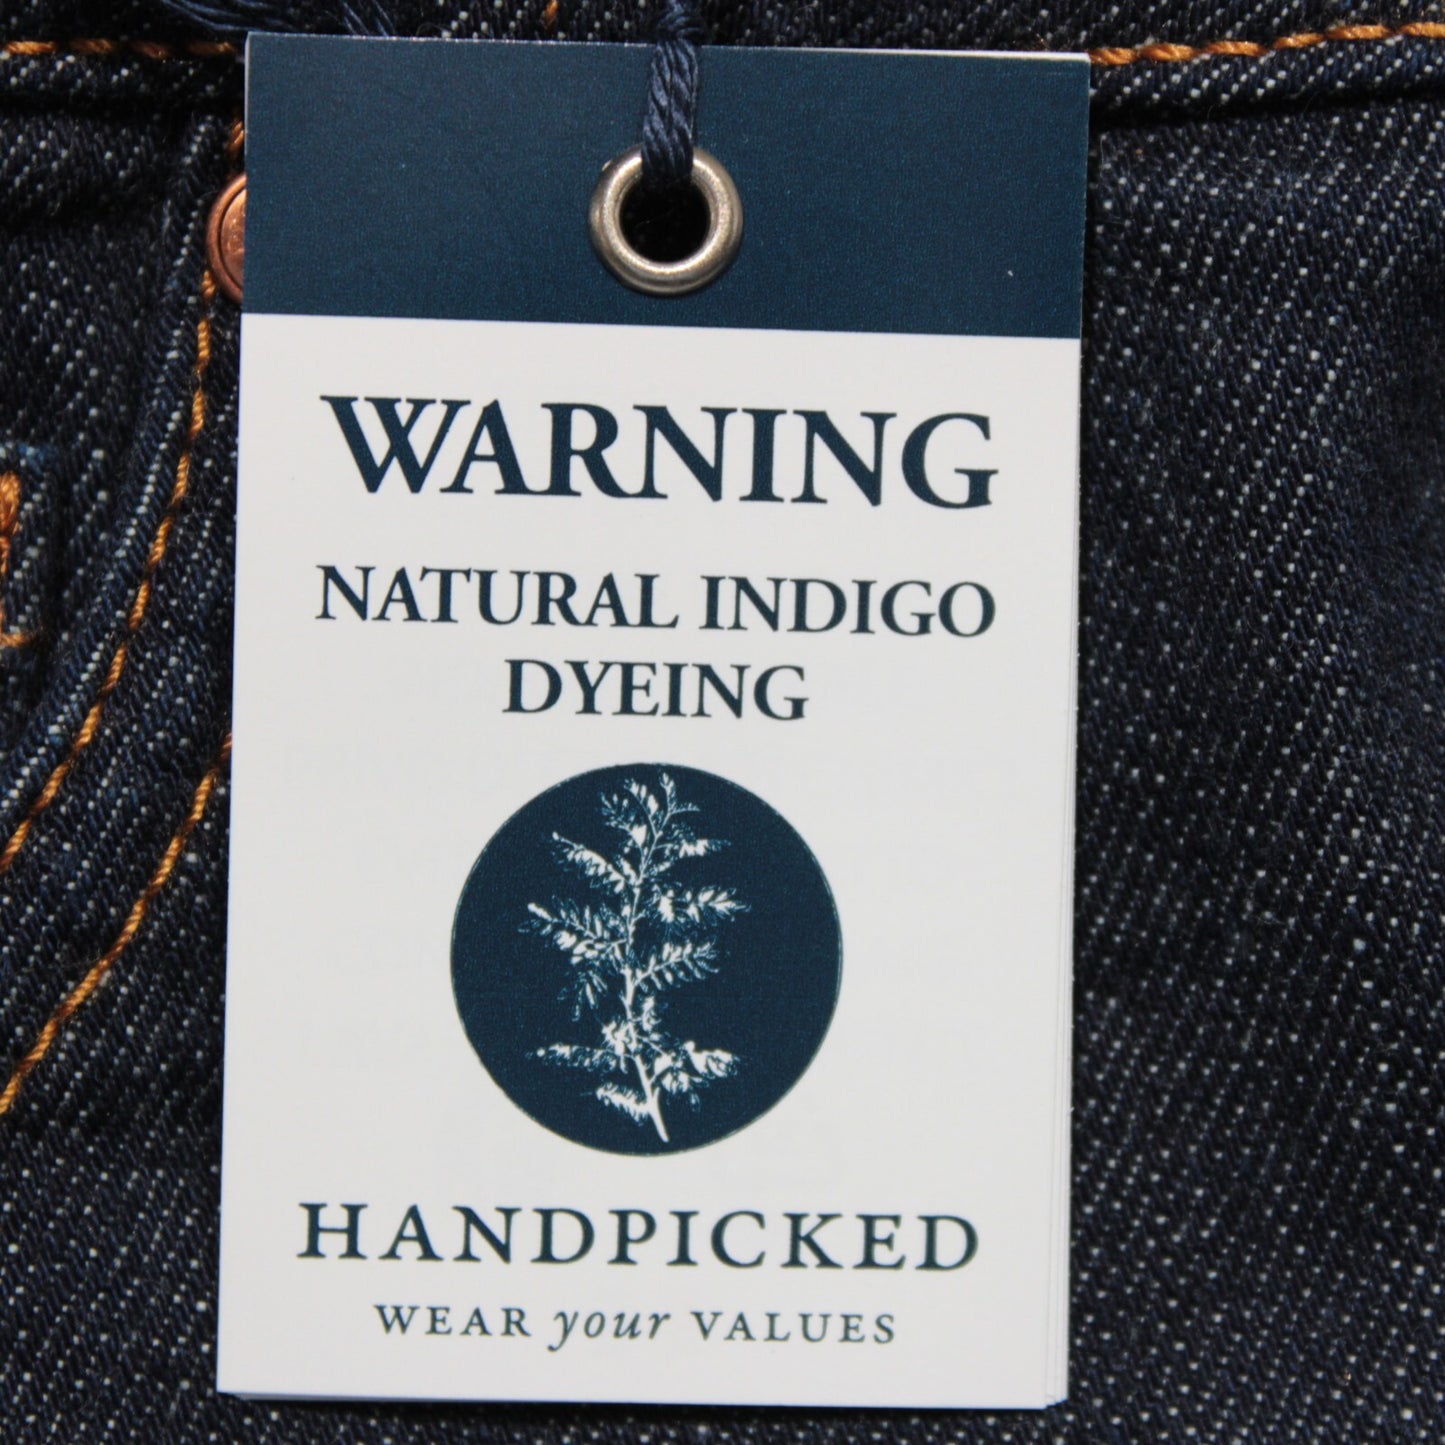 WARNING
NATURAL INDIGO
DYEING
HANDPICKED
WEAR your VALUES